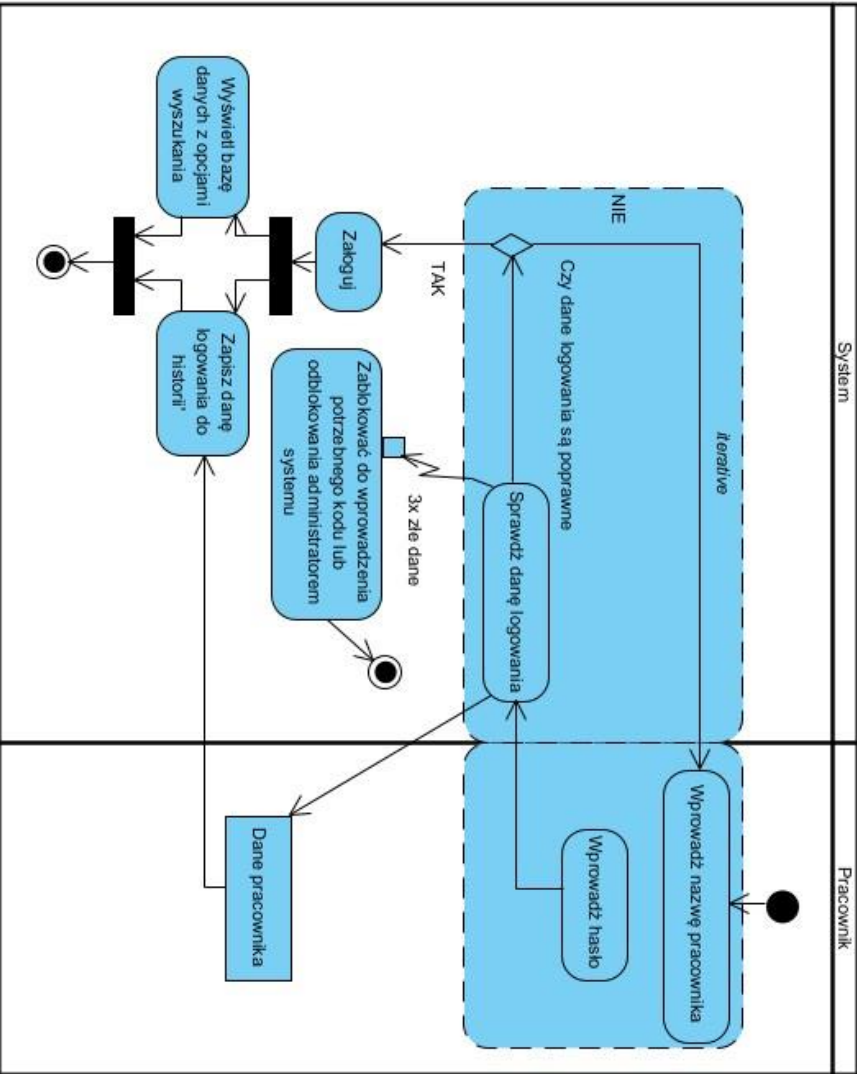 System
Pracownik
iterative
Wprowadź nazwę pracownika
NIE
Wprowadź hasło
Czy dane logowania są poprawne
Sprawdź danę logowania
TAK
3x złe dane
Załoguj
Zablokować do wprowadzenia
potrzebnego kodu lub
odblokowania administratorem
systemu
Wyświetl bazę
danych z opcjami
wyszukania
Zapisz danę
logowania do
historii'
Dane pracownika